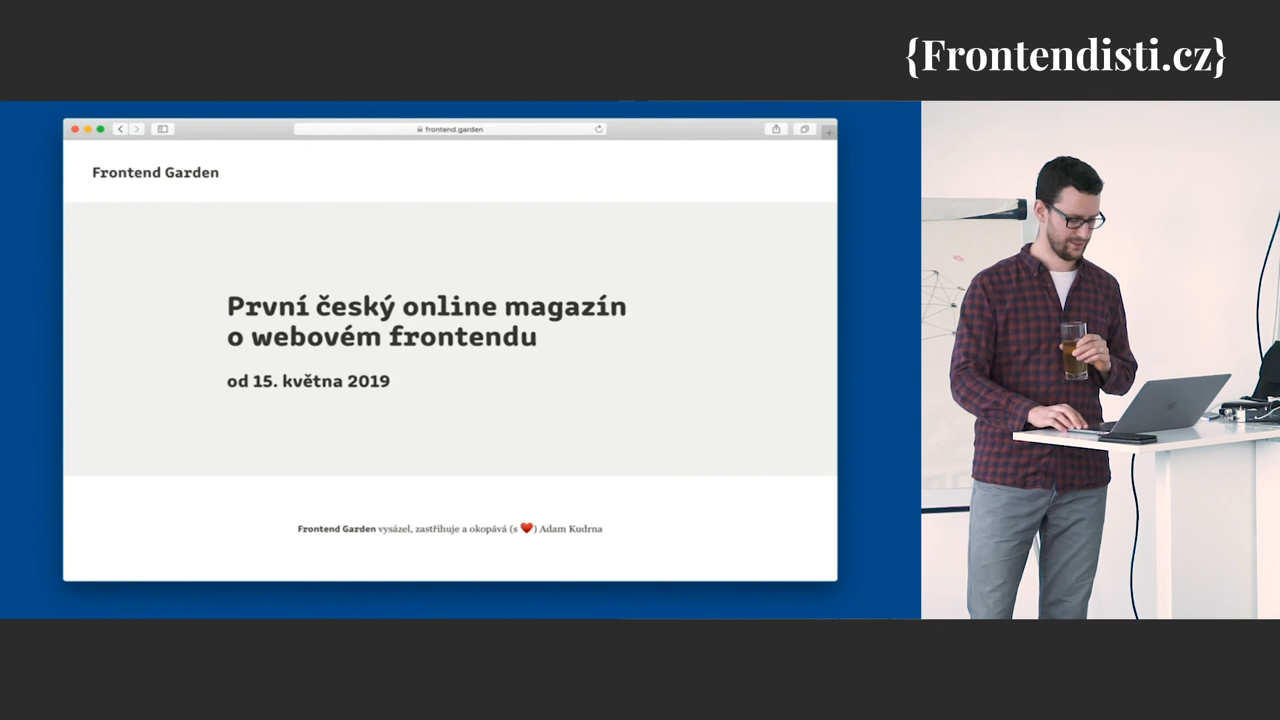 {Frontendisti.cz}
frontend.garden
Frontend Garden
První český online magazín
o webovém frontendu
od 15. května 2019
Frontend Garden vysázel, zastřihuje a okopává (s ❤️) Adam Kudrna